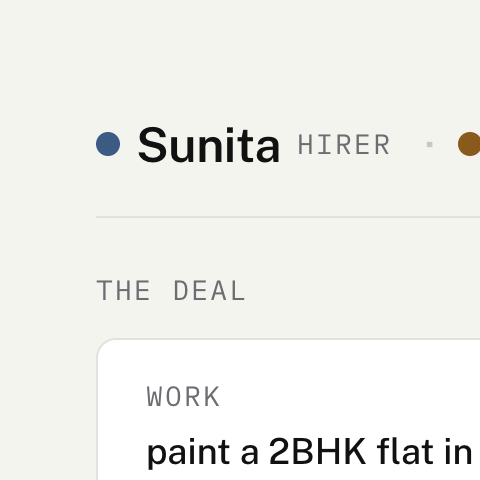 Sunita HIRER ·
THE DEAL
WORK
paint a 2BHK flat in